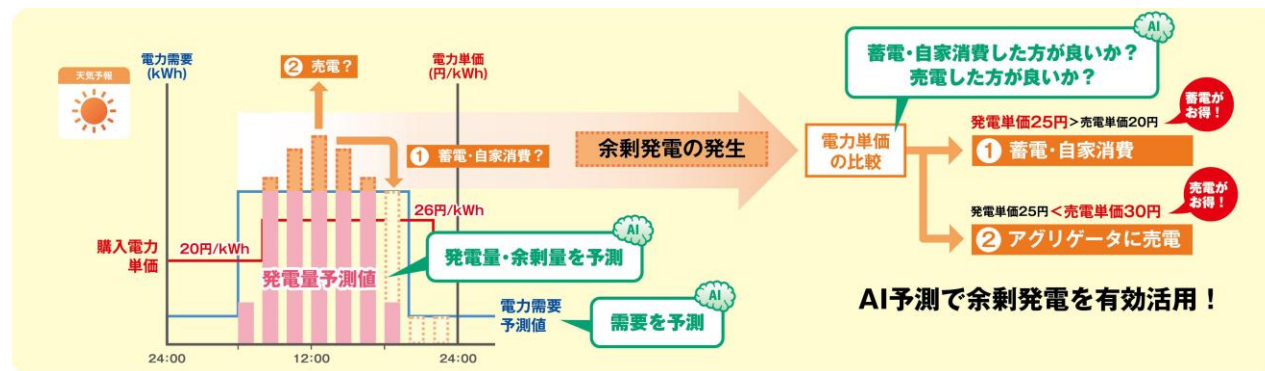 天気予報
電力需要
(kWh)
② 売電？
電力単価
(円/kWh)
① 蓄電・自家消費？
購入電力
単価
20円/kWh
26円/kWh
発電量予測値
AI
発電量・余剰量を予測
電力需要
予測値
AI
需要を予測
24:00
12:00
24:00
余剰発電の発生
電力単価
の比較
AI
蓄電・自家消費した方が良いか？
売電した方が良いか？
発電単価25円>売電単価20円
蓄電が
お得！
① 蓄電・自家消費
発電単価25円<売電単価30円
売電が
お得！
② アグリゲータに売電
AI予測で余剰発電を有効活用！